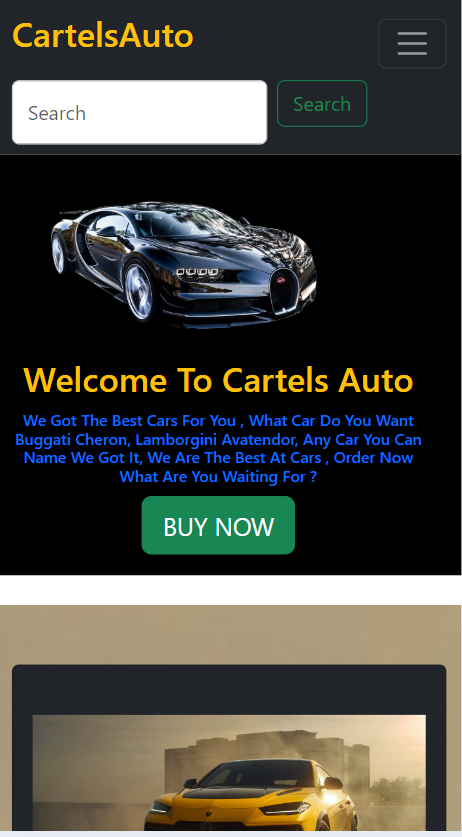 CartelsAuto
Search
Search
Welcome To Cartels Auto
We Got The Best Cars For You , What Car Do You Want
Buggati Cheron, Lamborgini Avatendor, Any Car You Can
Name We Got It, We Are The Best At Cars , Order Now
What Are You Waiting For ?
BUY NOW